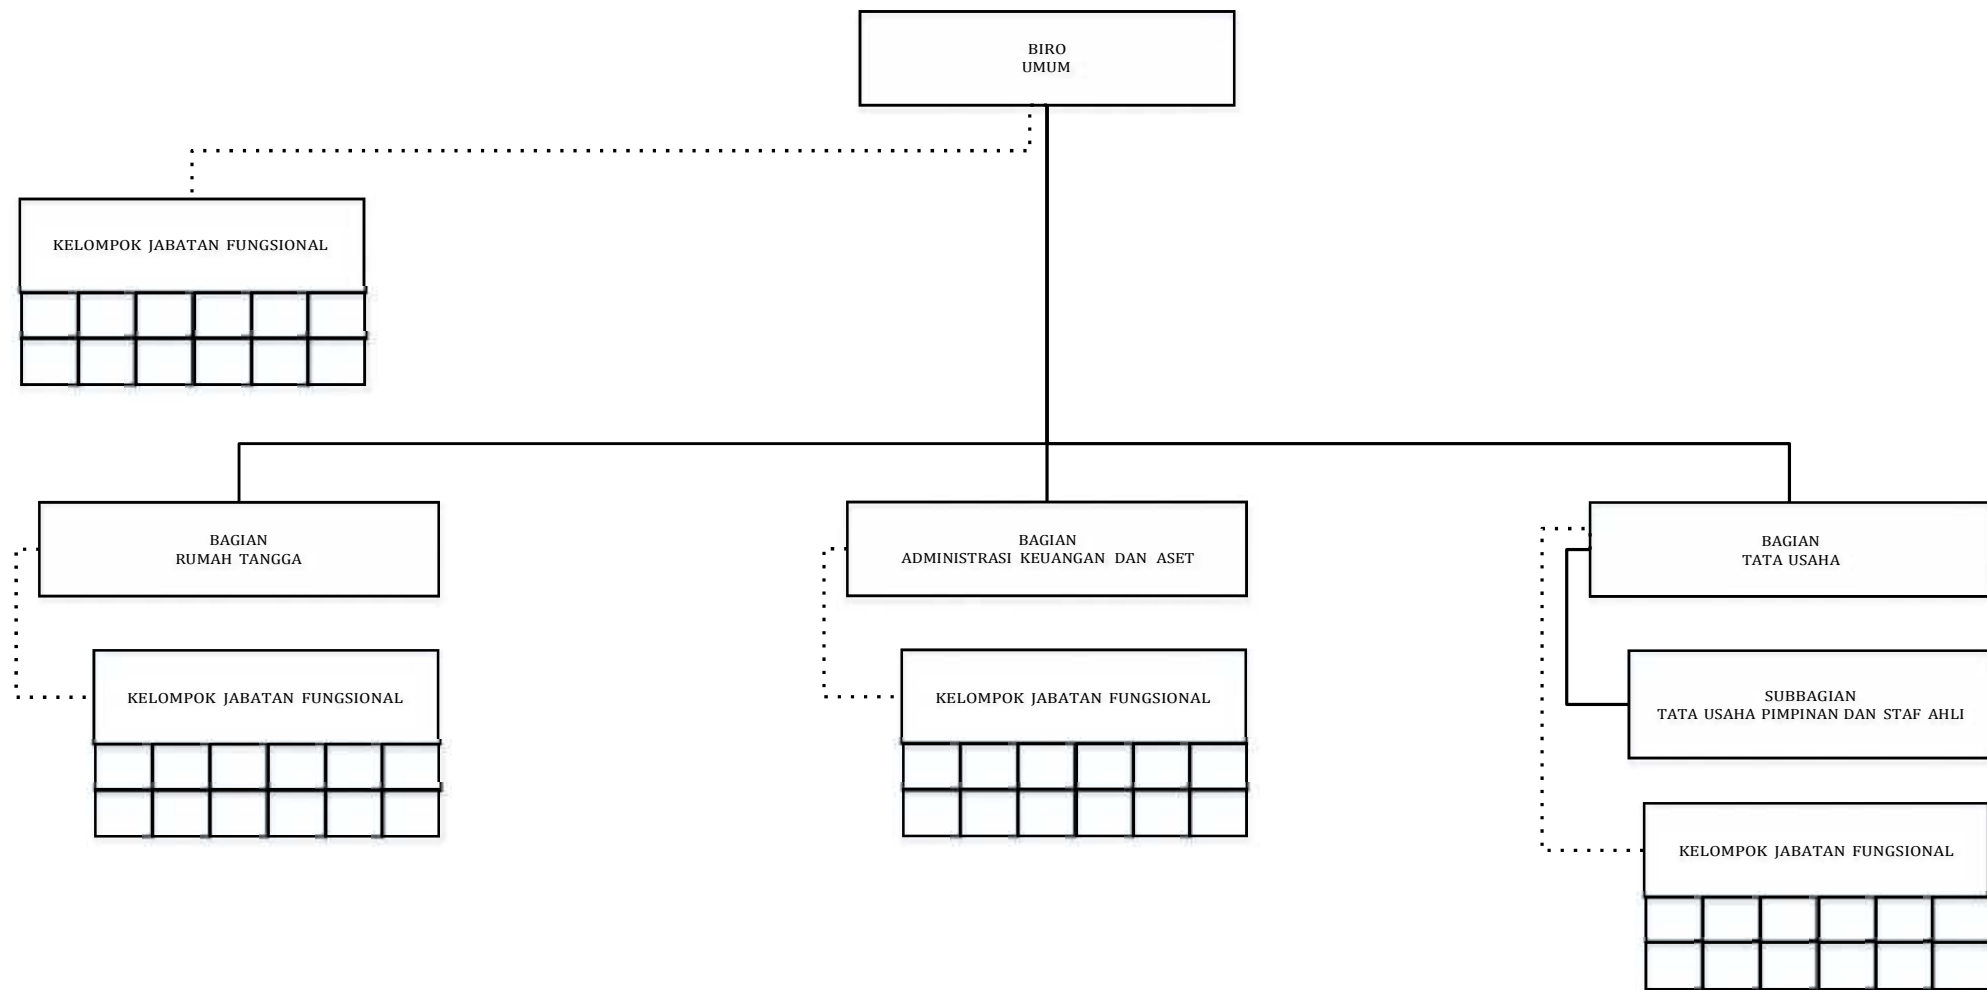 BIRO
UMUM
KELOMPOK JABATAN FUNGSIONAL
BAGIAN
RUMAH TANGGA
BAGIAN
ADMINISTRASI KEUANGAN DAN ASET
BAGIAN
TATA USAHA
KELOMPOK JABATAN FUNGSIONAL
KELOMPOK JABATAN FUNGSIONAL
SUBBAGIAN
TATA USAHA PIMPINAN DAN STAF AHLI
KELOMPOK JABATAN FUNGSIONAL